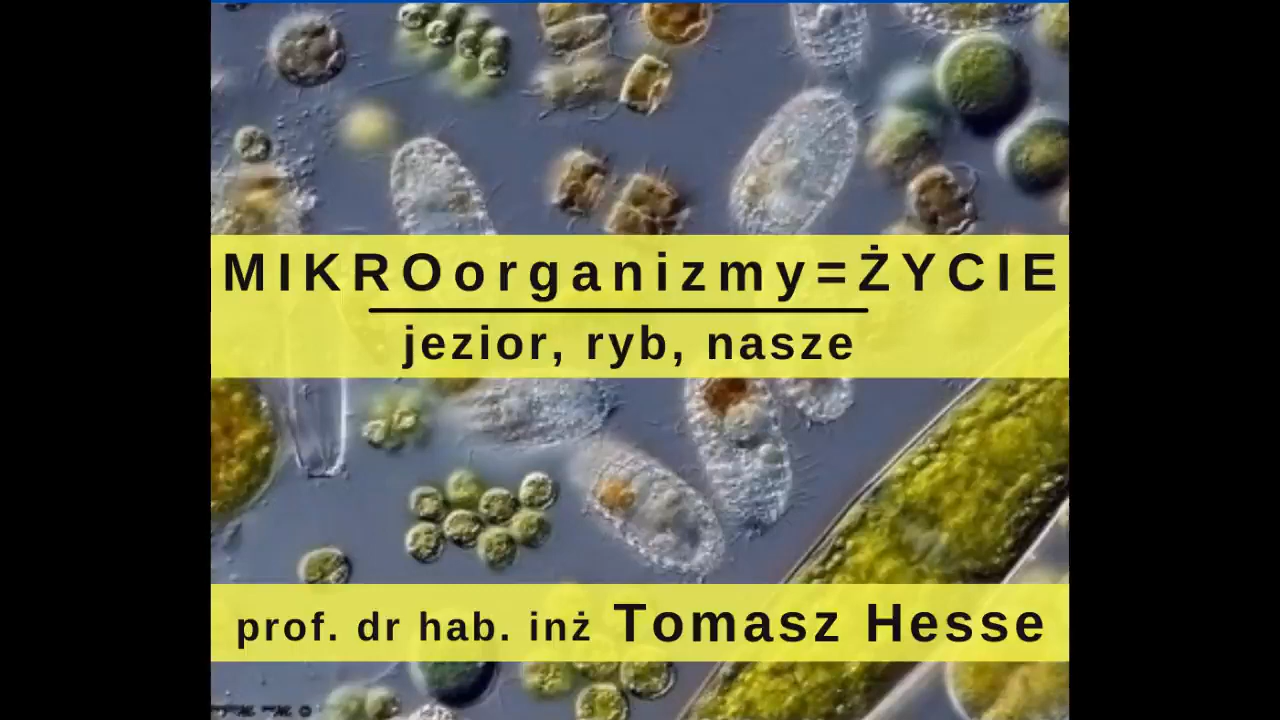 MIKROorganizmy=ŻYCIE
jezior, ryb, nasze
prof. dr hab. inż Tomasz Hesse